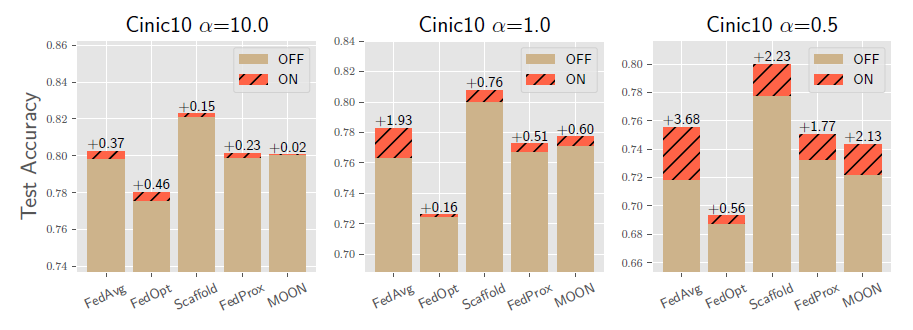 Cinic10 α=10.0
Test Accuracy
0.86
0.84
0.82
0.80
0.78
0.76
0.74
OFF
ON
+0.37
+0.46
+0.15
+0.23
+0.02
FedAvg
FedOpt
Scaffold
FedProx
MOON
Cinic10 α=1.0
0.84
0.82
0.80
0.78
0.76
0.74
0.72
0.70
OFF
ON
+1.93
+0.16
+0.76
+0.51
+0.60
FedAvg
FedOpt
Scaffold
FedProx
MOON
Cinic10 α=0.5
0.80
0.78
0.76
0.74
0.72
0.70
0.68
0.66
OFF
ON
+3.68
+0.56
+2.23
+1.77
+2.13
FedAvg
FedOpt
Scaffold
FedProx
MOON